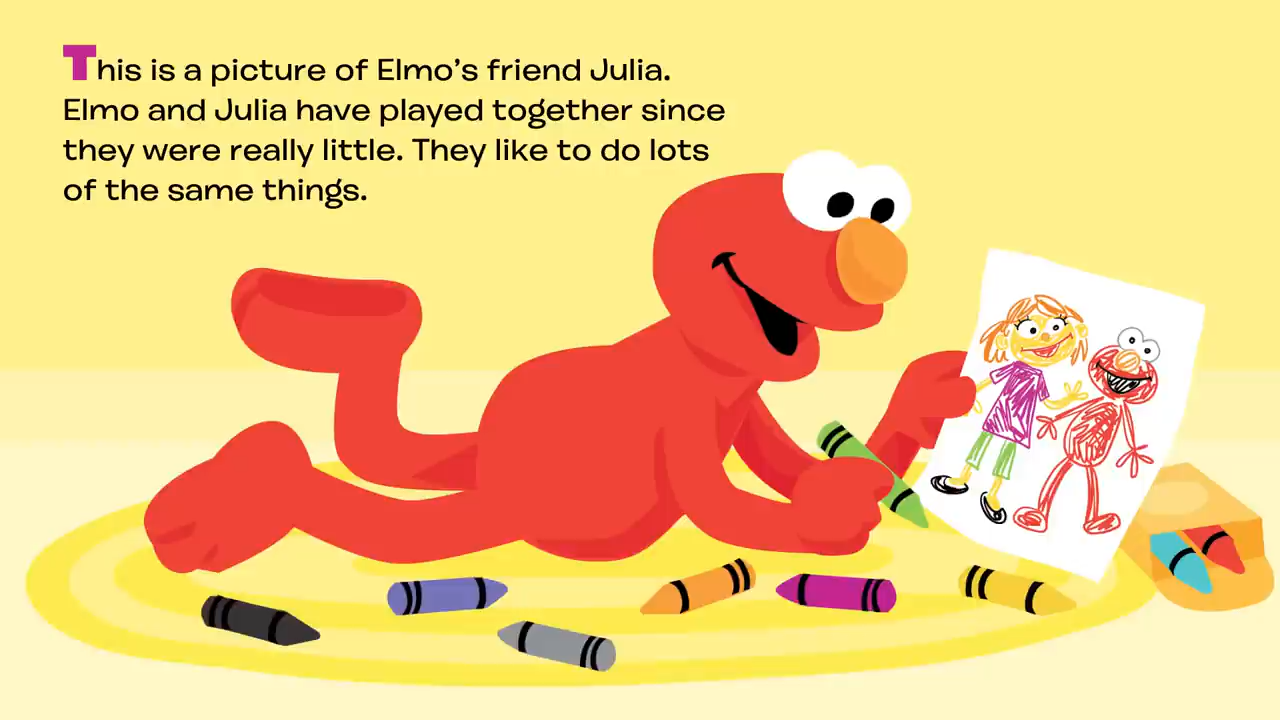 This is a picture of Elmo’s friend Julia.
Elmo and Julia have played together since
they were really little. They like to do lots
of the same things.